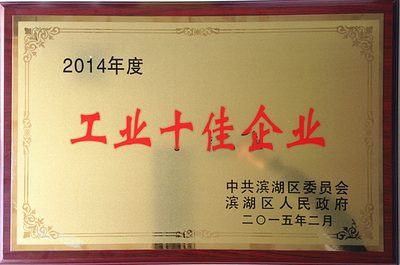 2014年度
工业十佳企业
中共滨湖区委员会
滨湖区人民政府
二〇一五年二月